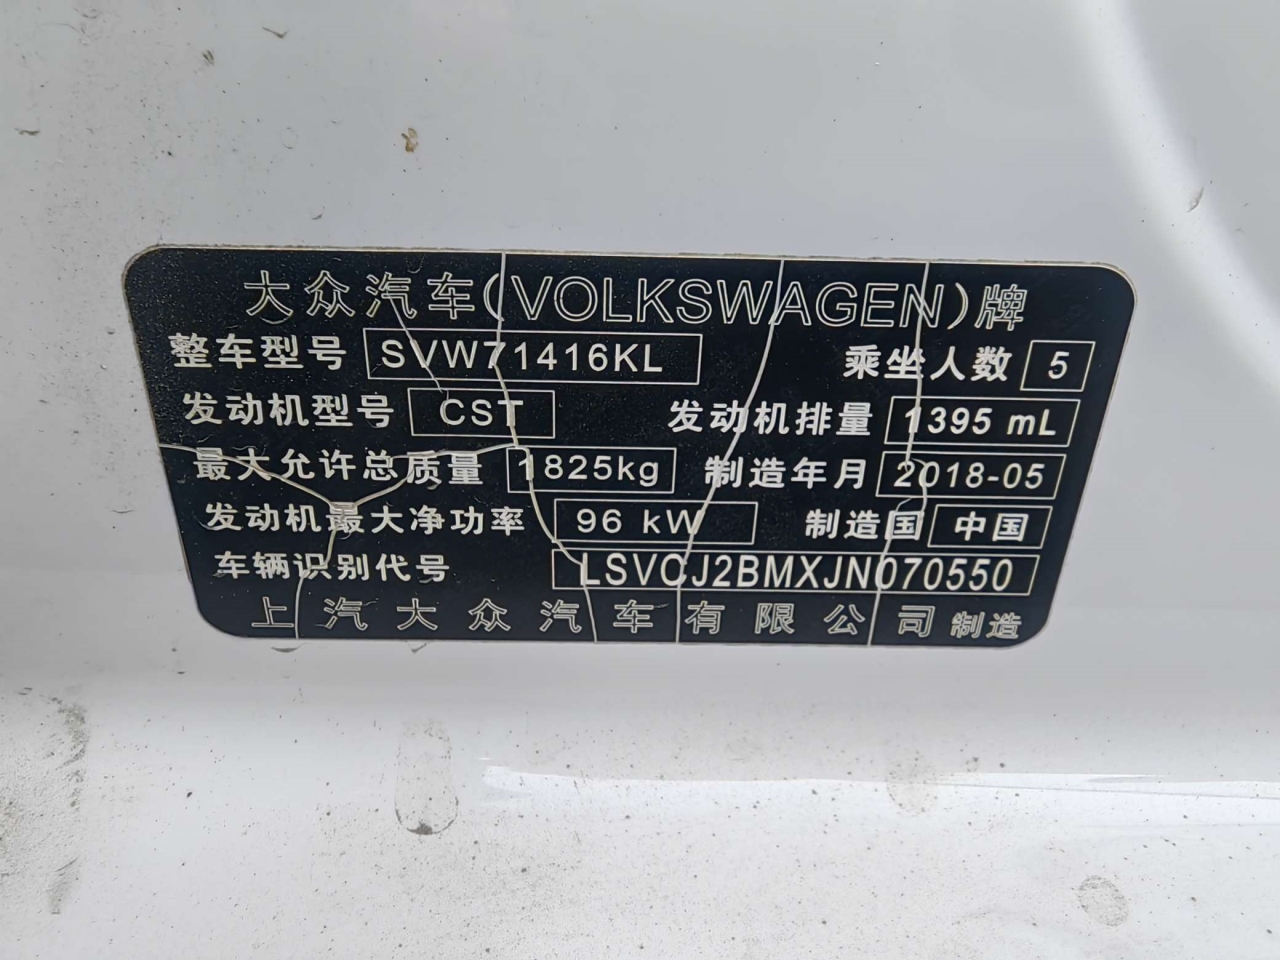 大众汽车(VOLKSWAGEN)牌
整车型号 SVW71416KL 乘坐人数 5
发动机型号 CST 发动机排量 1395 mL
最大允许总质量 1825kg 制造年月 2018-05
发动机最大净功率 96 kW 制造国 中国
车辆识别代号 LSVCJ2BMXJN070550
上汽大众汽车有限公司 制造